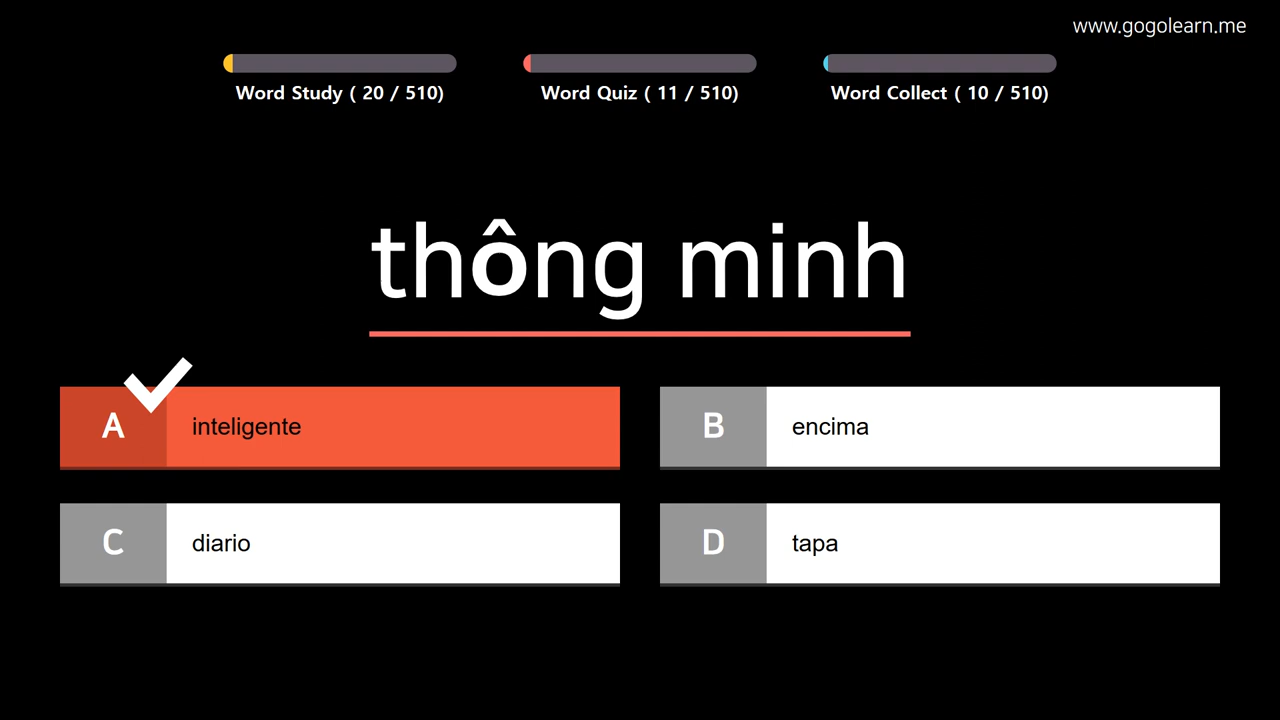 www.gogolearn.me
Word Study ( 20 / 510)
Word Quiz ( 11 / 510)
Word Collect ( 10 / 510)
thông minh
A inteligente
B encima
C diario
D tapa